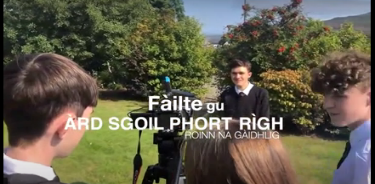 Fàilte gu
ÀRD SGOIL PHORT RÌGH
ROINN NA GÀIDHLIG